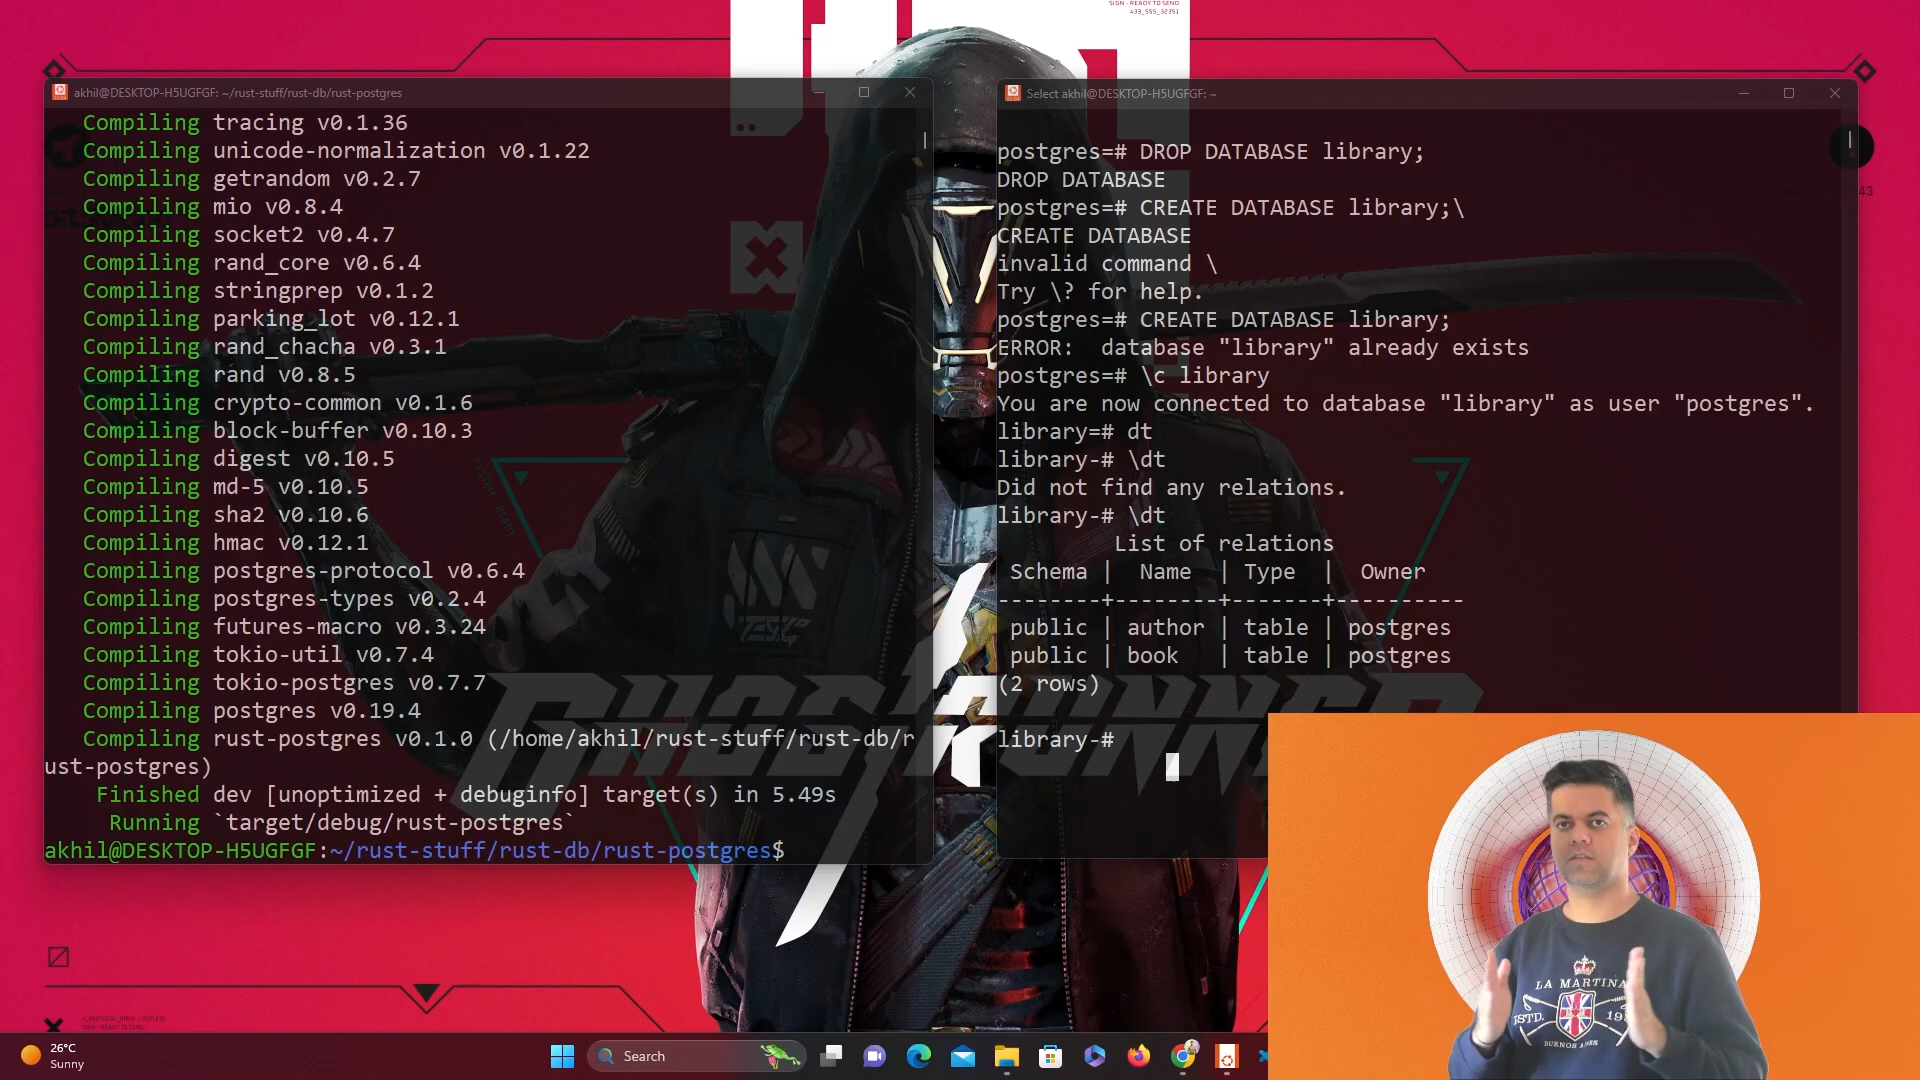 SIGN - READY TO SEND
433_555_32351
akhil@DESKTOP-H5UGFGF: ~/rust-stuff/rust-db/rust-postgres
Compiling tracing v0.1.36
Compiling unicode-normalization v0.1.22
Compiling getrandom v0.2.7
Compiling mio v0.8.4
Compiling socket2 v0.4.7
Compiling rand_core v0.6.4
Compiling stringprep v0.1.2
Compiling parking_lot v0.12.1
Compiling rand_chacha v0.3.1
Compiling rand v0.8.5
Compiling crypto-common v0.1.6
Compiling block-buffer v0.10.3
Compiling digest v0.10.5
Compiling md-5 v0.10.5
Compiling sha2 v0.10.6
Compiling hmac v0.12.1
Compiling postgres-protocol v0.6.4
Compiling postgres-types v0.2.4
Compiling futures-macro v0.3.24
Compiling tokio-util v0.7.4
Compiling tokio-postgres v0.7.7
Compiling postgres v0.19.4
Compiling rust-postgres v0.1.0 (/home/akhil/rust-stuff/rust-db/r
ust-postgres)
Finished dev [unoptimized + debuginfo] target(s) in 5.49s
Running `target/debug/rust-postgres`
akhil@DESKTOP-H5UGFGF:~/rust-stuff/rust-db/rust-postgres$
Select akhil@DESKTOP-H5UGFGF: ~
postgres=# DROP DATABASE library;
DROP DATABASE
postgres=# CREATE DATABASE library;\
CREATE DATABASE
invalid command \
Try \? for help.
postgres=# CREATE DATABASE library;
ERROR:  database "library" already exists
postgres=# \c library
You are now connected to database "library" as user "postgres".
library=# dt
library-# \dt
Did not find any relations.
library-# \dt
List of relations
Schema |  Name  | Type  |  Owner
--------+--------+-------+----------
public | author | table | postgres
public | book   | table | postgres
(2 rows)
library-#
GHOSTRUNNER
LA MARTINA
ESTD. 19
BUENOS AIRES
26°C
Sunny
Search